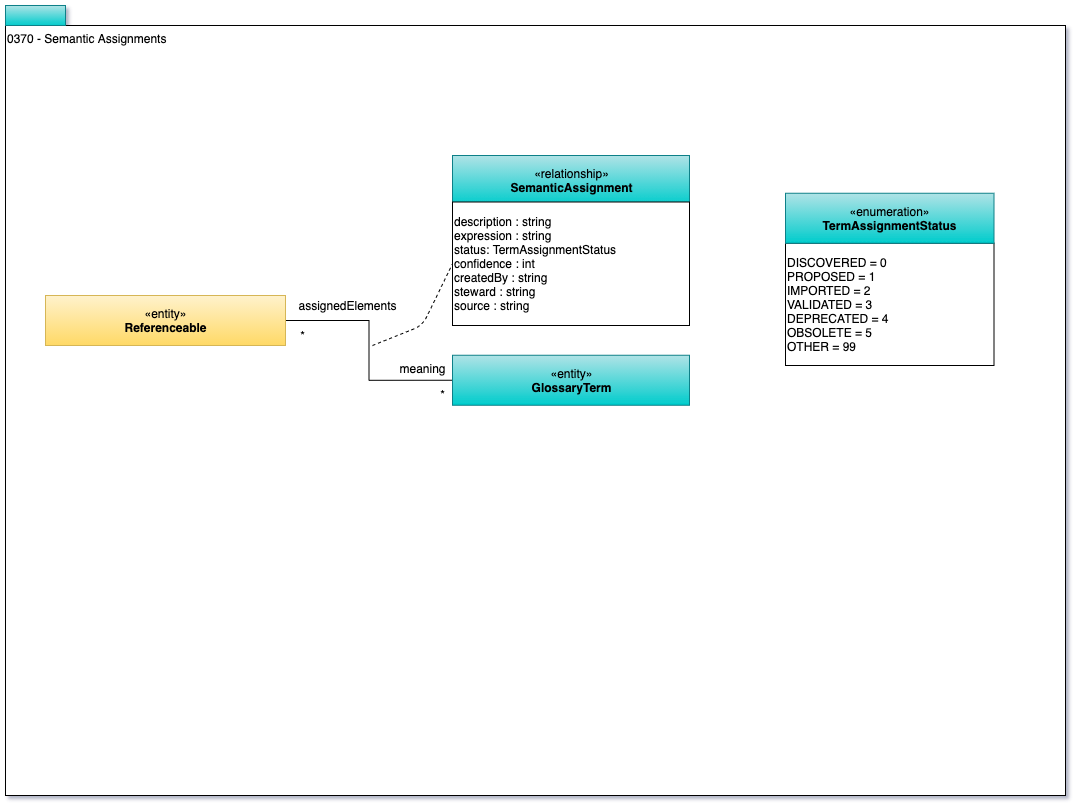 0370 - Semantic Assignments
«relationship»
SemanticAssignment
description : string
expression : string
status: TermAssignmentStatus
confidence : int
createdBy : string
steward : string
source : string
«enumeration»
TermAssignmentStatus
DISCOVERED = 0
PROPOSED = 1
IMPORTED = 2
VALIDATED = 3
DEPRECATED = 4
OBSOLETE = 5
OTHER = 99
«entity»
Referenceable
assignedElements
*
meaning
*
«entity»
GlossaryTerm